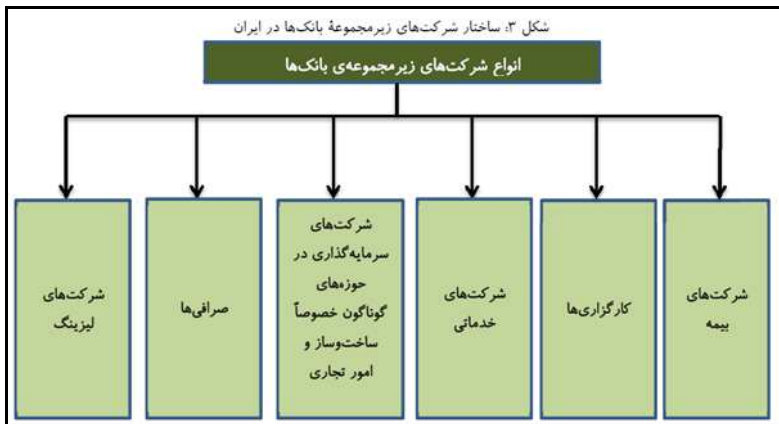 شکل ۳: ساختار شرکت‌های زیرمجموعهٔ بانک‌ها در ایران
انواع شرکت‌های زیرمجموعه‌ی بانک‌ها
شرکت‌های
بیمه
کارگزاری‌ها
شرکت‌های
خدماتی
شرکت‌های
سرمایه‌گذاری در
حوزه‌های
گوناگون خصوصاً
ساخت‌وساز و
امور تجاری
صرافی‌ها
شرکت‌های
لیزینگ